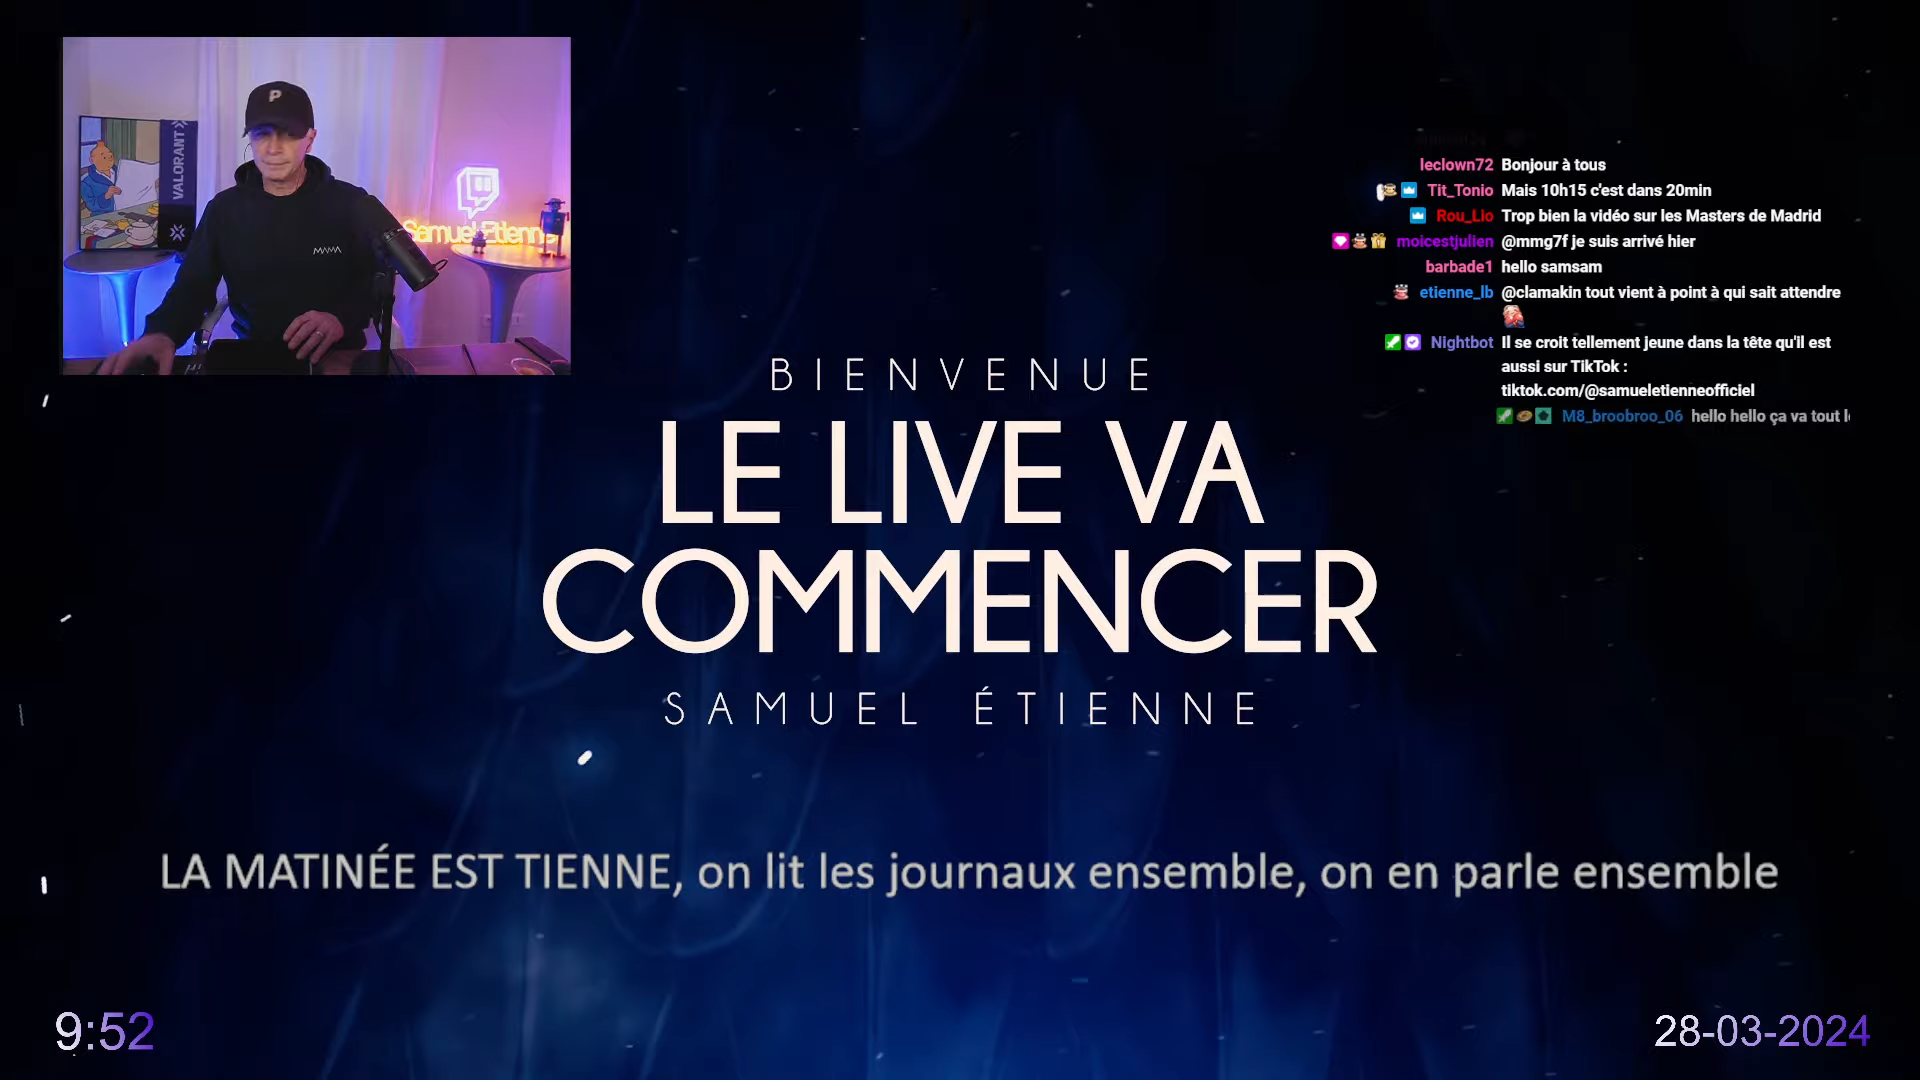 P
VALORANT
Samuel Etienne
MAMA
leclown72 Bonjour à tous
Tit_Tonio Mais 10h15 c'est dans 20min
Rou_Lio Trop bien la vidéo sur les Masters de Madrid
moicestjulien @mmg7f je suis arrivé hier
barbade1 hello samsam
etienne_lb @clamakin tout vient à point à qui sait attendre
Nightbot Il se croit tellement jeune dans la tête qu'il est
aussi sur TikTok :
tiktok.com/@samueletienneofficiel
M8_broobroo_06 hello hello ça va tout
BIENVENUE
LE LIVE VA
COMMENCER
SAMUEL ÉTIENNE
LA MATINÉE EST TIENNE, on lit les journaux ensemble, on en parle ensemble
9:52
28-03-2024